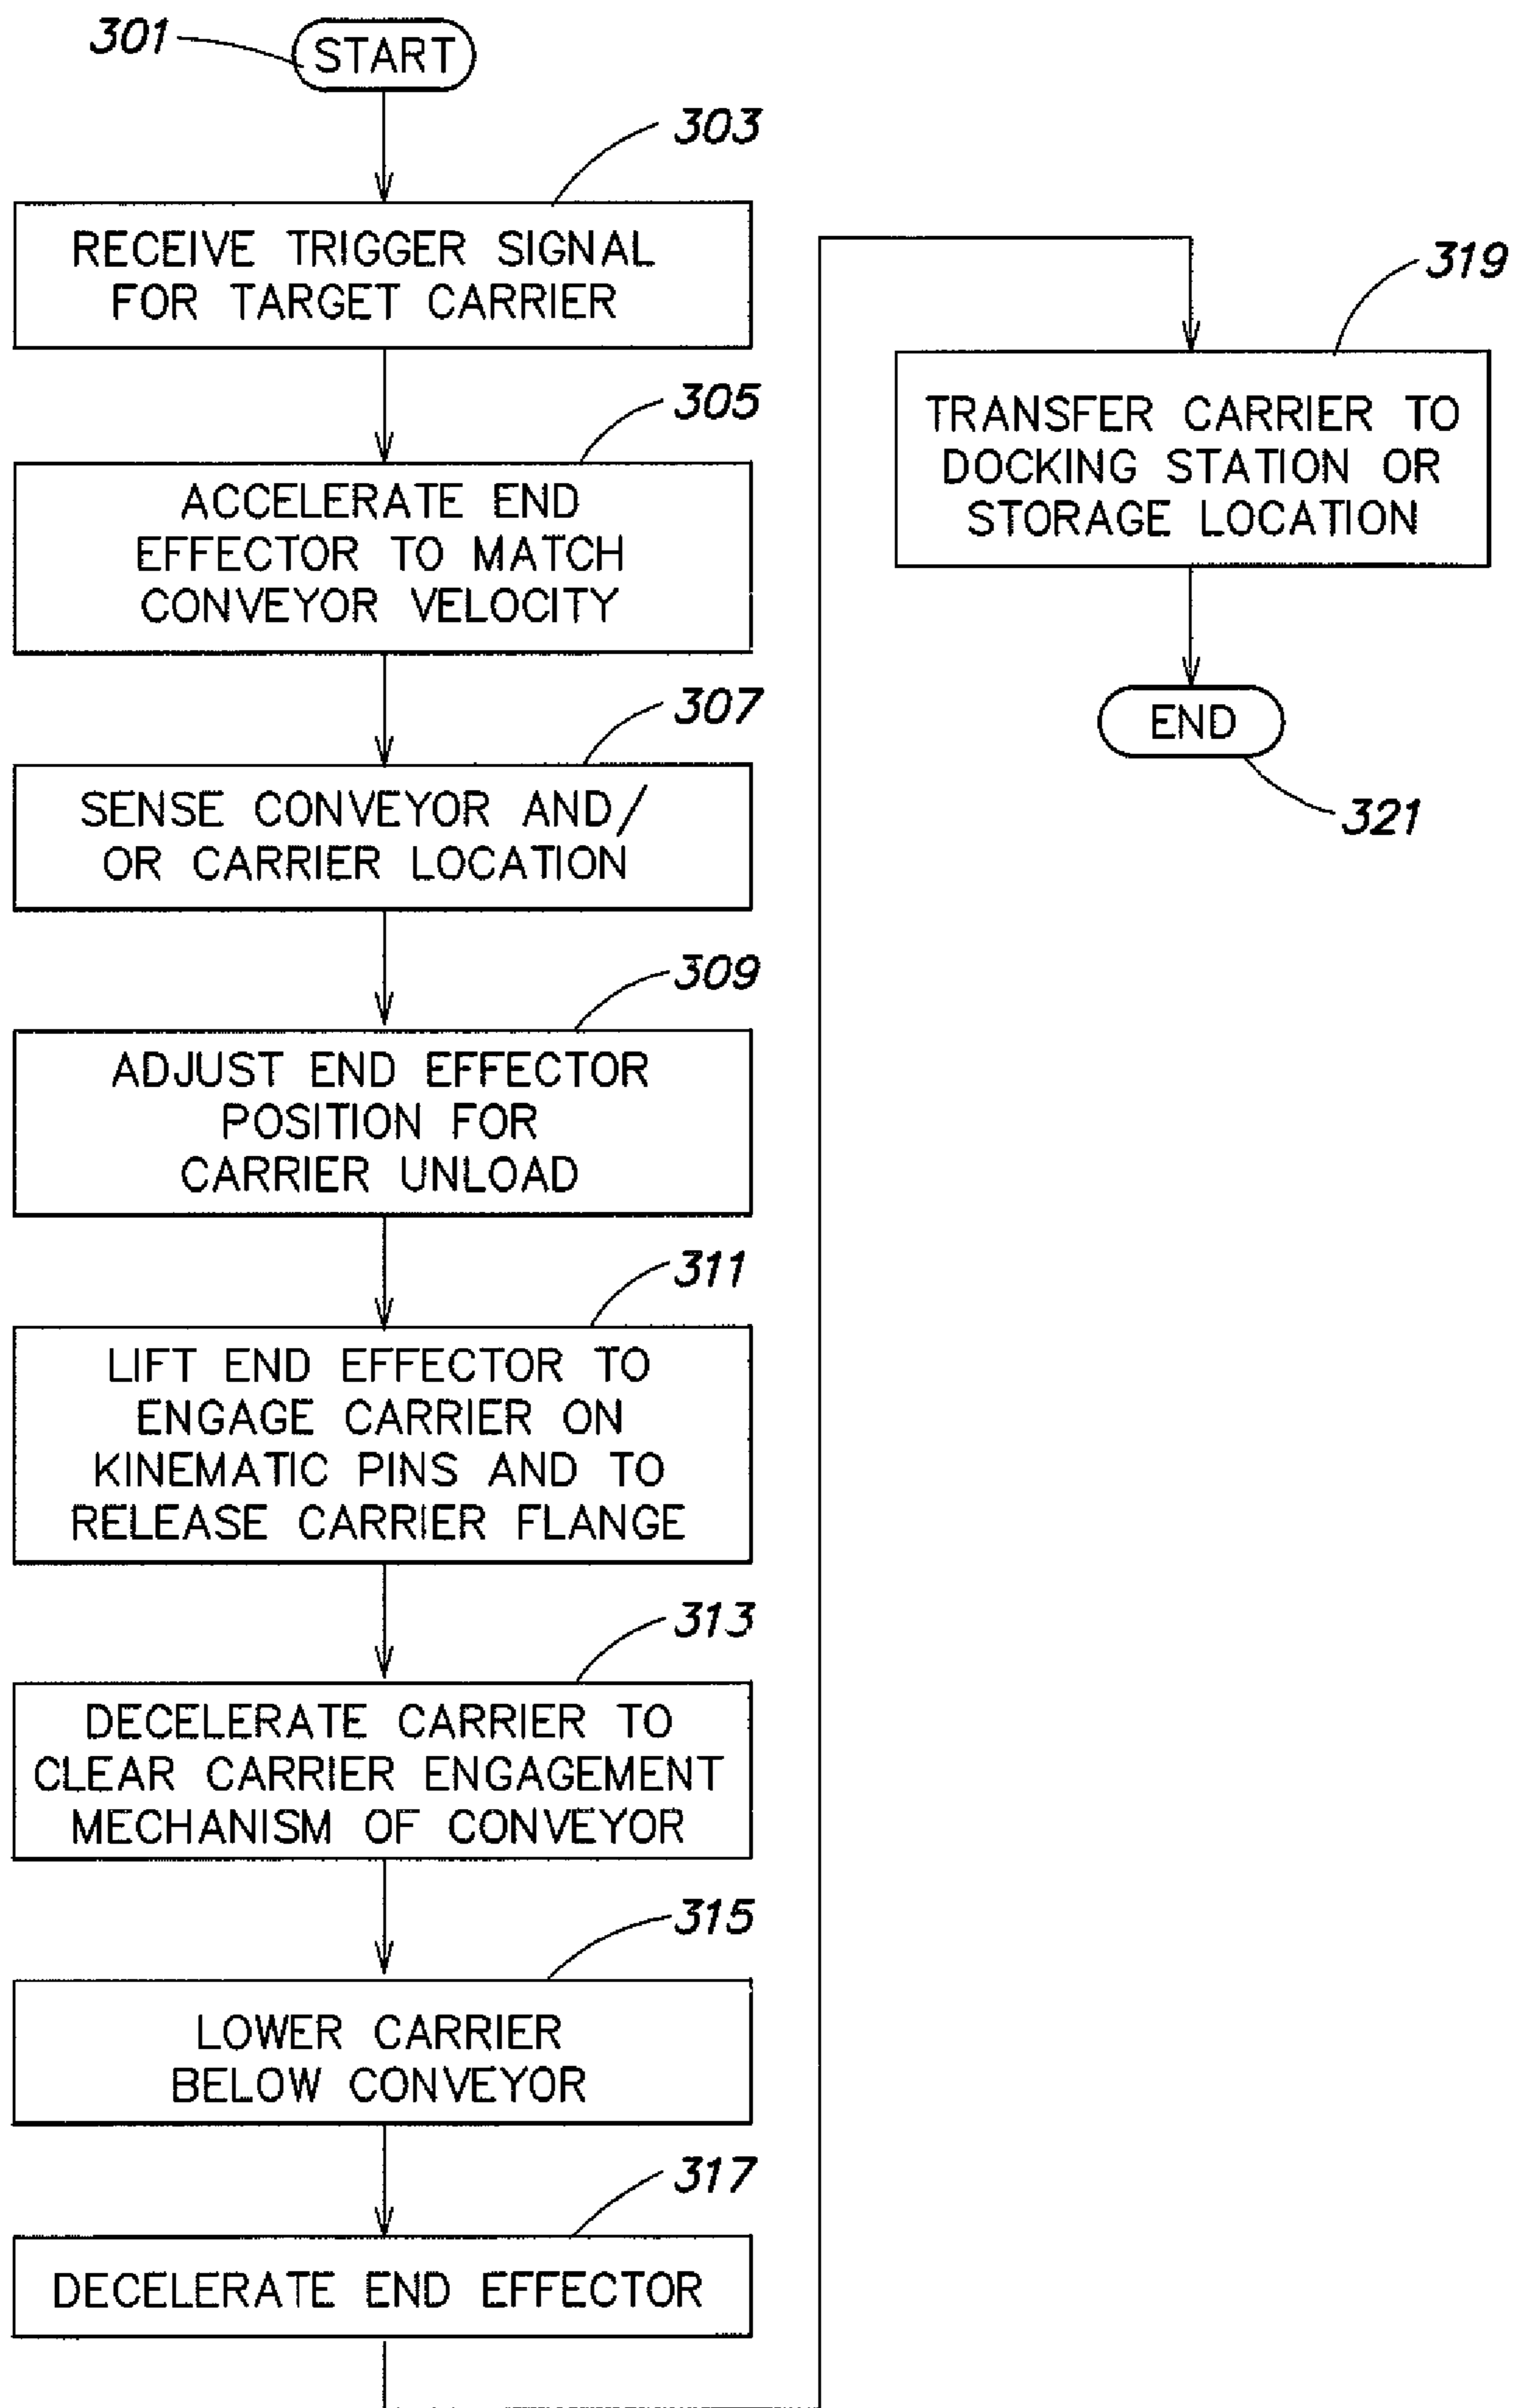 301
START
303
RECEIVE TRIGGER SIGNAL
FOR TARGET CARRIER
305
ACCELERATE END
EFFECTOR TO MATCH
CONVEYOR VELOCITY
307
SENSE CONVEYOR AND/
OR CARRIER LOCATION
309
ADJUST END EFFECTOR
POSITION FOR
CARRIER UNLOAD
311
LIFT END EFFECTOR TO
ENGAGE CARRIER ON
KINEMATIC PINS AND TO
RELEASE CARRIER FLANGE
313
DECELERATE CARRIER TO
CLEAR CARRIER ENGAGEMENT
MECHANISM OF CONVEYOR
315
LOWER CARRIER
BELOW CONVEYOR
317
DECELERATE END EFFECTOR
319
TRANSFER CARRIER TO
DOCKING STATION OR
STORAGE LOCATION
END
321